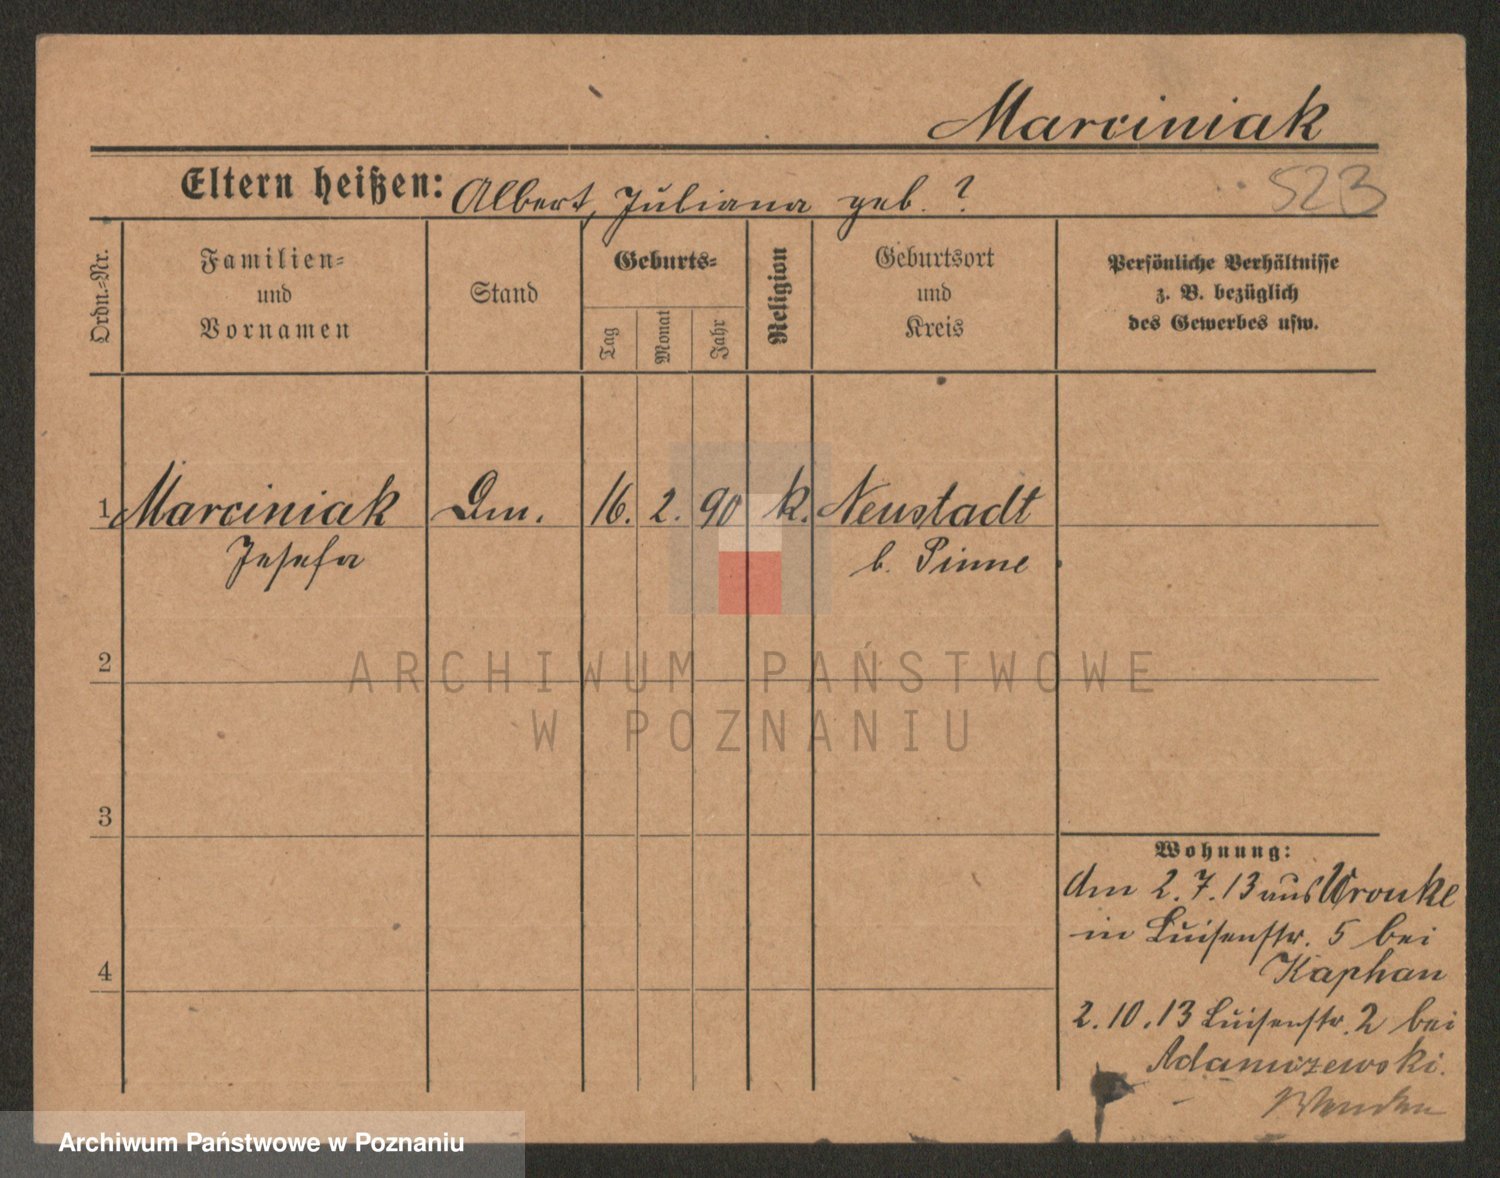 Marciniak
Eltern heißen: Albert, Juliana geb. ?
523
Ordn.-Nr.
Familien-
und
Vornamen
Stand
Geburts-
Tag
Monat
Jahr
Religion
Geburtsort
und
Kreis
Persönliche Verhältnisse
z. B. bezüglich
des Gewerbes usw.
1 Marciniak Dm. 16. 2. 90 k. Neustadt
Josefa b. Pinne
2
ARCHIWUM PAŃSTWOWE
W POZNANIU
3
Wohnung:
Am 2.7.13 aus Wronke
in Luisenstr. 5 bei
Kaphan
4
2.10.13 Luisenstr. 2 bei
Adamczewski.
Archiwum Państwowe w Poznaniu